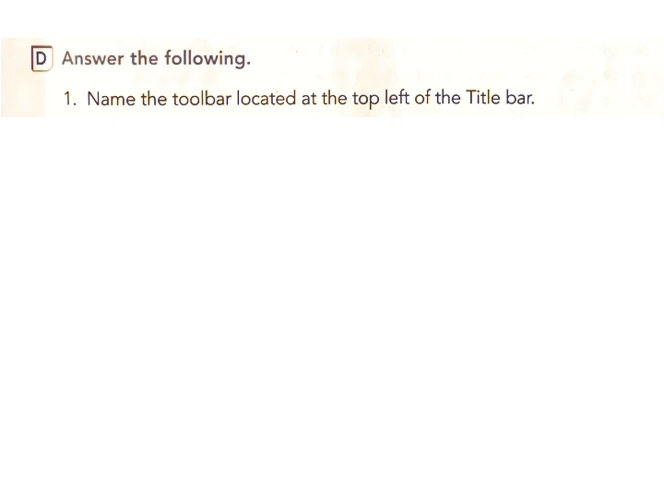 D Answer the following.
1. Name the toolbar located at the top left of the Title bar.